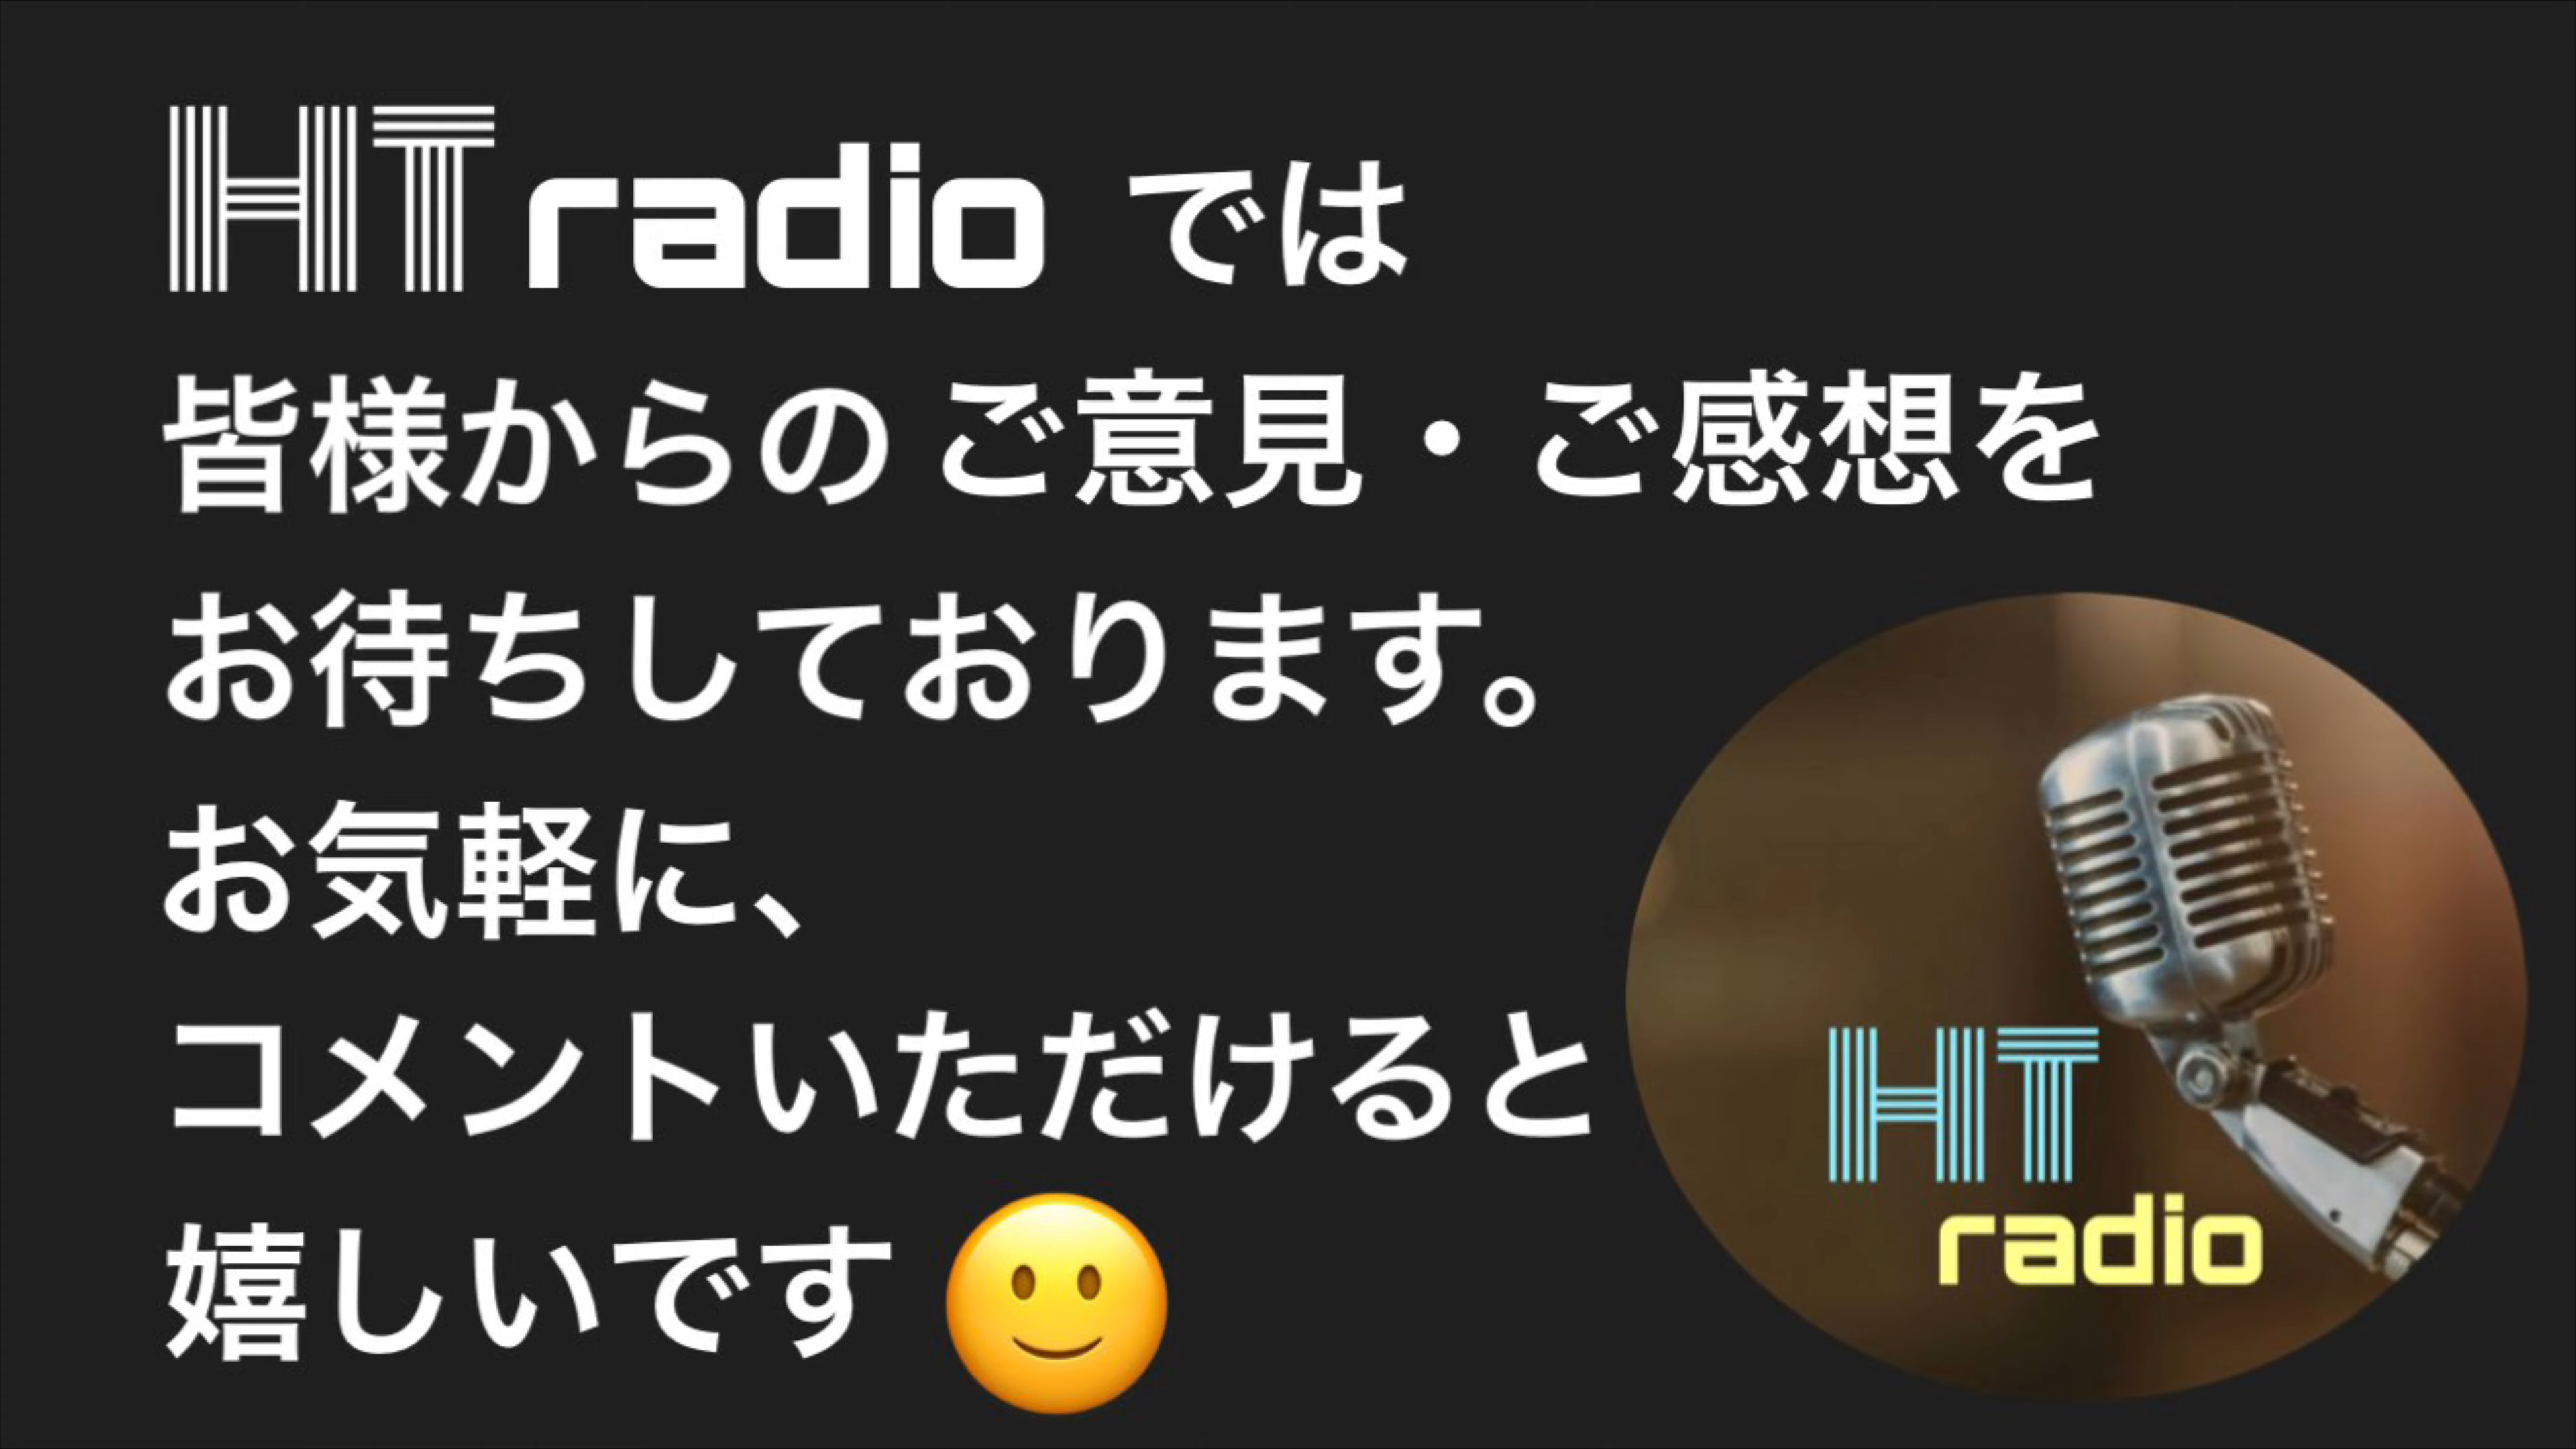 HT radio では
皆様からの ご意見・ご感想を
お待ちしております。
お気軽に、
コメントいただけると
嬉しいです🙂
HT
radio